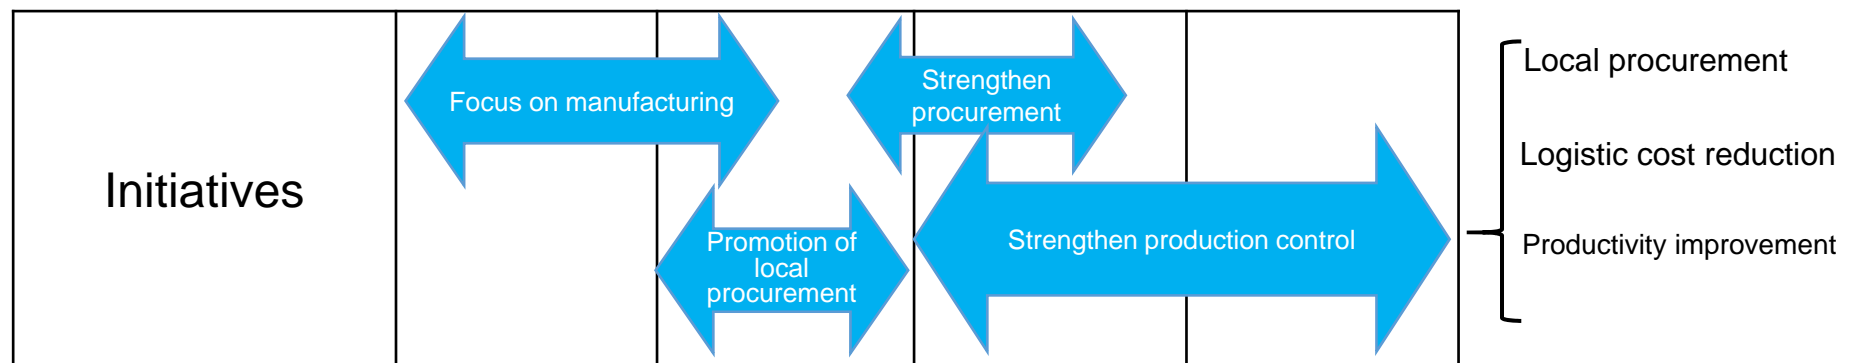 Initiatives
Focus on manufacturing
Promotion of
local
procurement
Strengthen
procurement
Strengthen production control
Local procurement
Logistic cost reduction
Productivity improvement